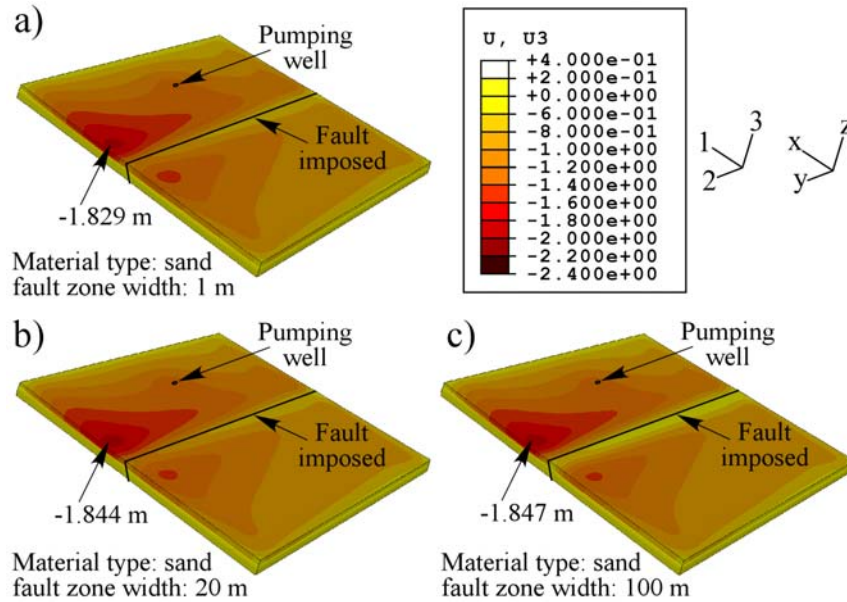 a)
Pumping
well
Fault
imposed
-1.829 m
Material type: sand
fault zone width: 1 m
U, U3
+4.000e-01
+2.000e-01
+0.000e+00
-6.000e-01
-8.000e-01
-1.000e+00
-1.200e+00
-1.400e+00
-1.600e+00
-1.800e+00
-2.000e+00
-2.200e+00
-2.400e+00
1
2
3
x
y
z
b)
Pumping
well
Fault
imposed
-1.844 m
Material type: sand
fault zone width: 20 m
c)
Pumping
well
Fault
imposed
-1.847 m
Material type: sand
fault zone width: 100 m